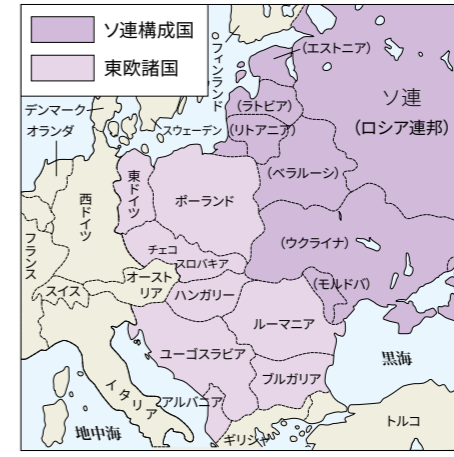 ソ連構成国
東欧諸国
フィンランド
(エストニア)
ソ連
(ロシア連邦)
デンマーク
オランダ
スウェーデン
(ラトビア)
(リトアニア)
(ベラルーシ)
西ドイツ
東ドイツ
ポーランド
フランス
チェコ
スロバキア
(ウクライナ)
スイス
オースト
リア
ハンガリー
(モルドバ)
ルーマニア
ユーゴスラビア
黒海
イタリア
アルバニア
ブルガリア
地中海
ギリシャ
トルコ